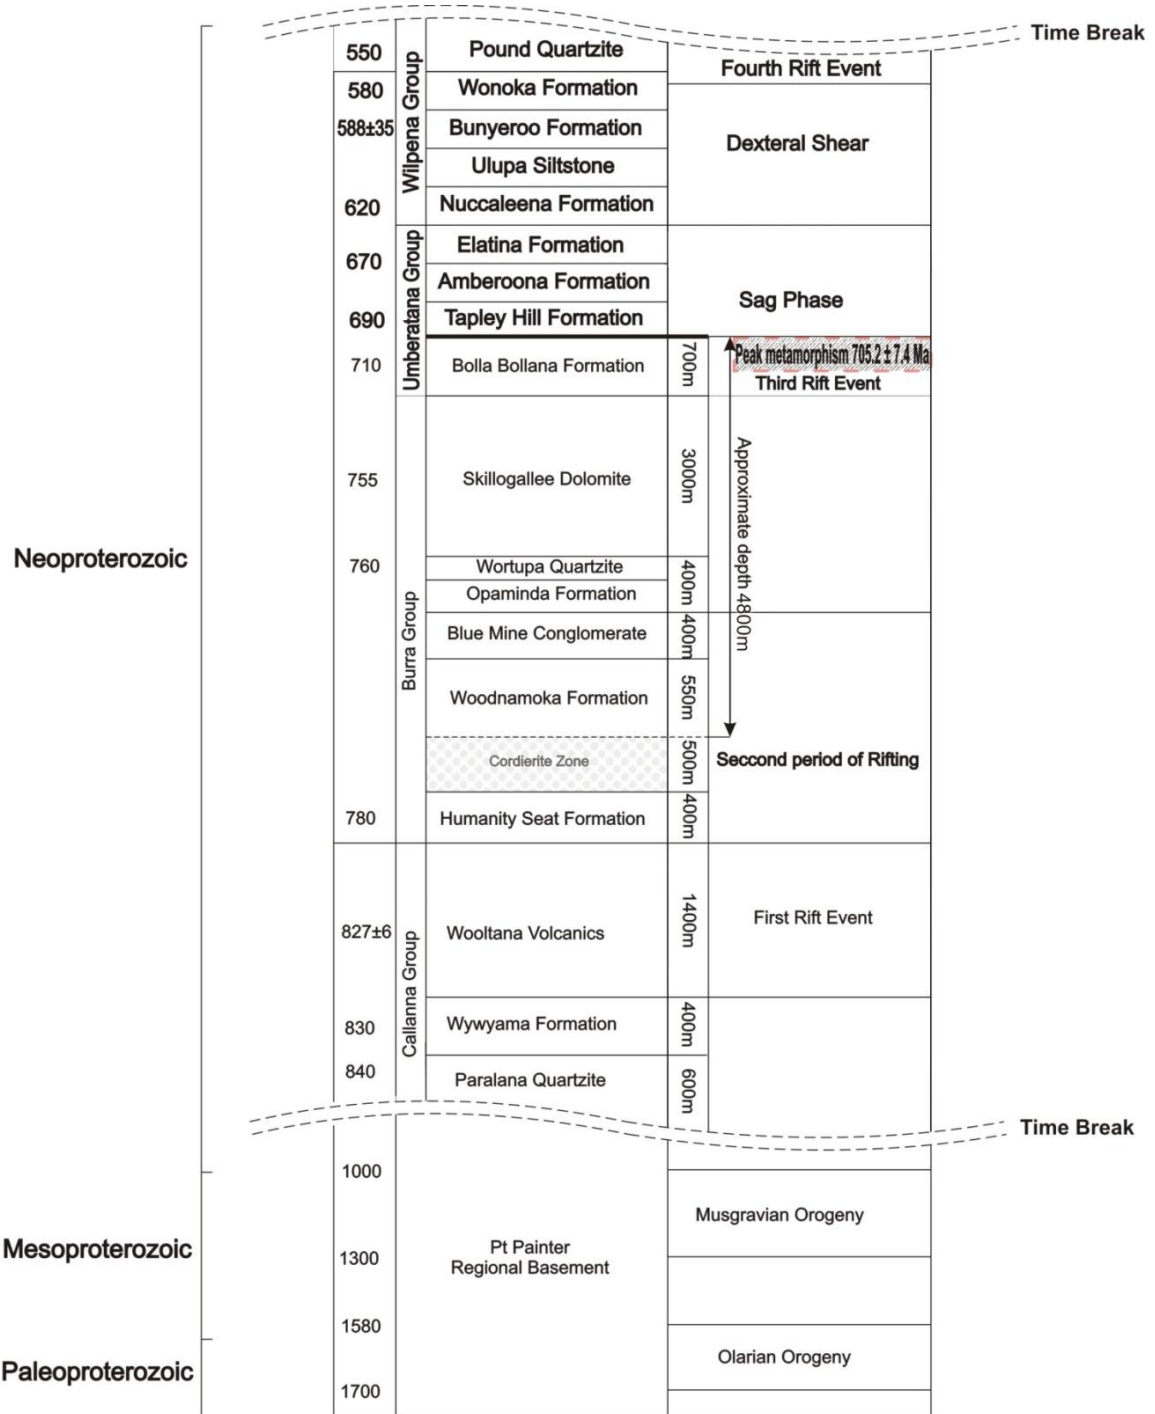 Time Break
550
Wilpena Group
Pound Quartzite
Fourth Rift Event
580
Wonoka Formation
588±35
Bunyeroo Formation
Dexteral Shear
Ulupa Siltstone
620
Nuccaleena Formation
Umberatana Group
Elatina Formation
670
Amberoona Formation
Sag Phase
690
Tapley Hill Formation
710
Bolla Bollana Formation
700m
Peak metamorphism 705.2 ± 7.4 Ma
Third Rift Event
755
Skillogallee Dolomite
3000m
Approximate depth 4800m
Neoproterozoic
760
Wortupa Quartzite
400m
Opaminda Formation
Burra Group
Blue Mine Conglomerate
400m
Woodnamoka Formation
550m
Cordierite Zone
500m
Seccond period of Rifting
780
Humanity Seat Formation
400m
827±6
Callanna Group
Wooltana Volcanics
1400m
First Rift Event
830
Wywyama Formation
400m
840
Paralana Quartzite
600m
Time Break
1000
Musgravian Orogeny
Mesoproterozoic
1300
Pt Painter
Regional Basement
1580
Olarian Orogeny
Paleoproterozoic
1700